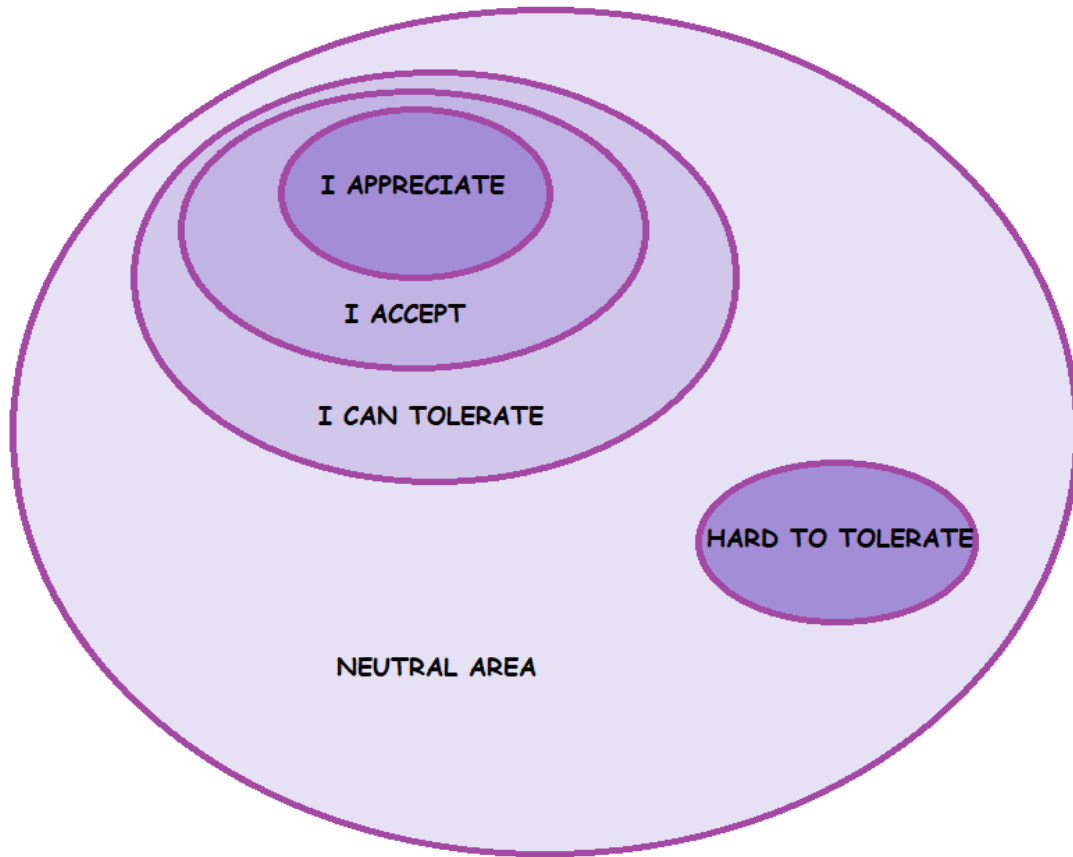 I APPRECIATE
I ACCEPT
I CAN TOLERATE
HARD TO TOLERATE
NEUTRAL AREA